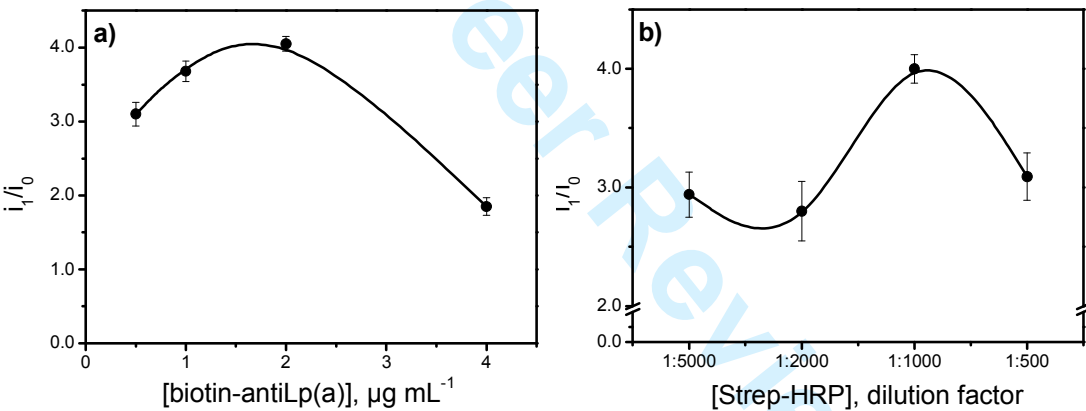 a)
4.0
3.0
2.0
1.0
0.0
i₁/i₀
0 1 2 3 4
[biotin-antiLp(a)], µg mL⁻¹
b)
4.0
3.0
2.0
0.0
i₁/i₀
1:5000 1:2000 1:1000 1:500
[Strep-HRP], dilution factor
eer Revie